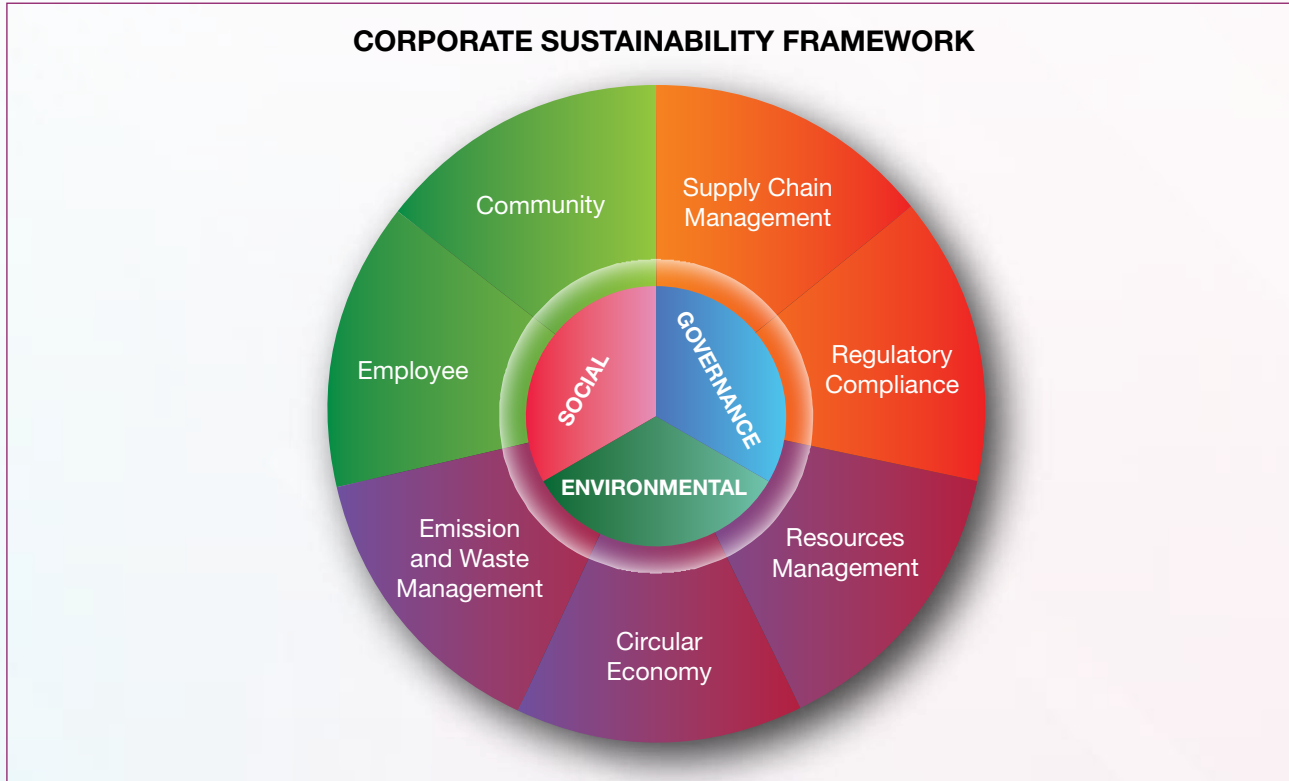 CORPORATE SUSTAINABILITY FRAMEWORK
Community
Supply Chain
Management
Employee
Regulatory
Compliance
SOCIAL
GOVERNANCE
ENVIRONMENTAL
Emission
and Waste
Management
Resources
Management
Circular
Economy